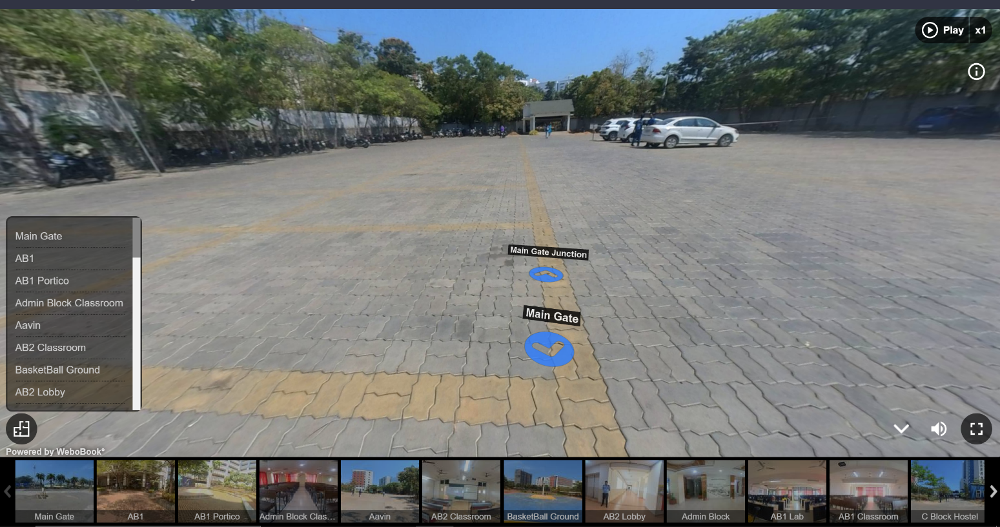 Play x1
Main Gate
AB1
AB1 Portico
Admin Block Classroom
Aavin
AB2 Classroom
BasketBall Ground
AB2 Lobby
Main Gate Junction
Main Gate
Powered by WeboBook°
Main Gate
AB1
AB1 Portico
Admin Block Clas...
Aavin
AB2 Classroom
BasketBall Ground
AB2 Lobby
Admin Block
AB1 Lab
AB1 Classroom
C Block Hostel